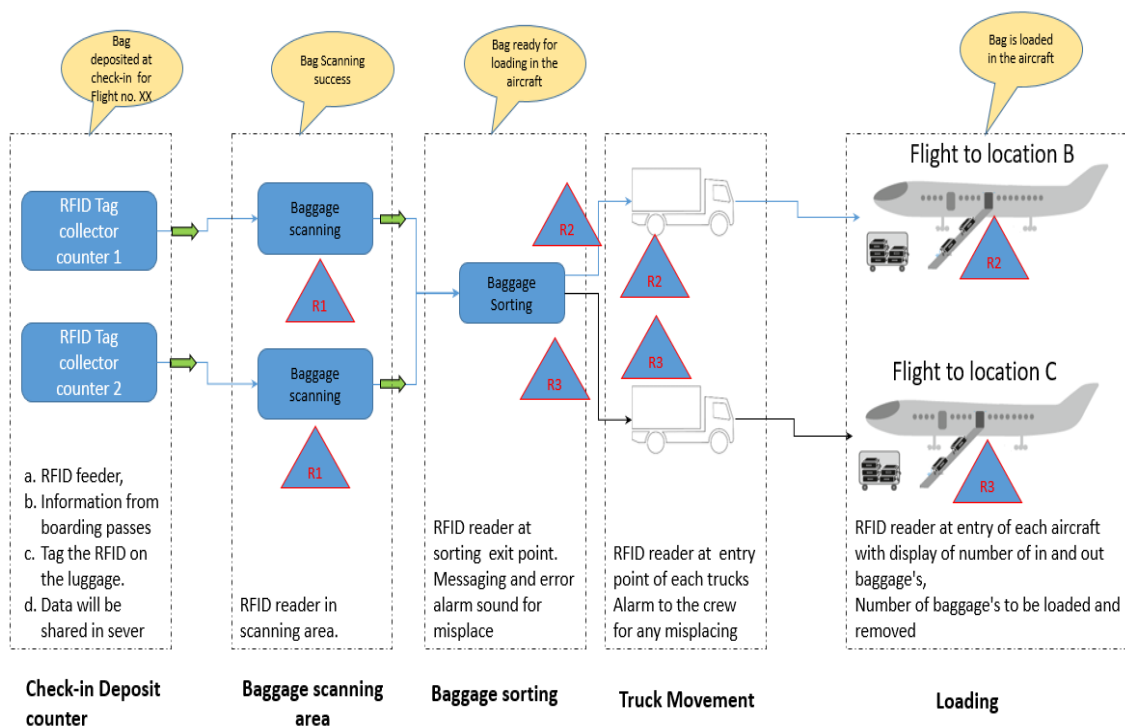 Bag
deposited at
check-in for
Flight no. XX
Bag Scanning
success
Bag ready for
loading in the
aircraft
Bag is loaded
in the aircraft
RFID Tag
collector
counter 1
RFID Tag
collector
counter 2
a. RFID feeder,
b. Information from
boarding passes
c. Tag the RFID on
the luggage.
d. Data will be
shared in sever
Baggage
scanning
R1
Baggage
scanning
R1
RFID reader in
scanning area.
R2
Baggage
Sorting
R3
RFID reader at
sorting exit point.
Messaging and error
alarm sound for
misplace
R2
R3
RFID reader at entry
point of each trucks
Alarm to the crew
for any misplacing
Flight to location B
R2
Flight to location C
R3
RFID reader at entry of each aircraft
with display of number of in and out
baggage's,
Number of baggage's to be loaded and
removed
Check-in Deposit
counter
Baggage scanning
area
Baggage sorting
Truck Movement
Loading